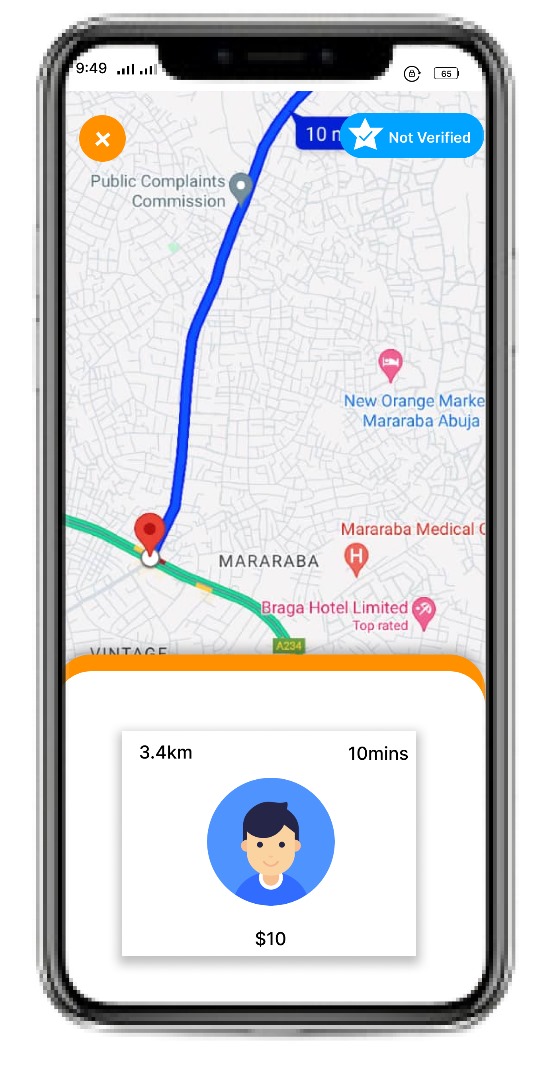 9:49
65
10 m
Not Verified
Public Complaints
Commission
New Orange Marke
Mararaba Abuja
Mararaba Medical C
MARARABA
Braga Hotel Limited
Top rated
A234
VINTAGE
3.4km 10mins
$10